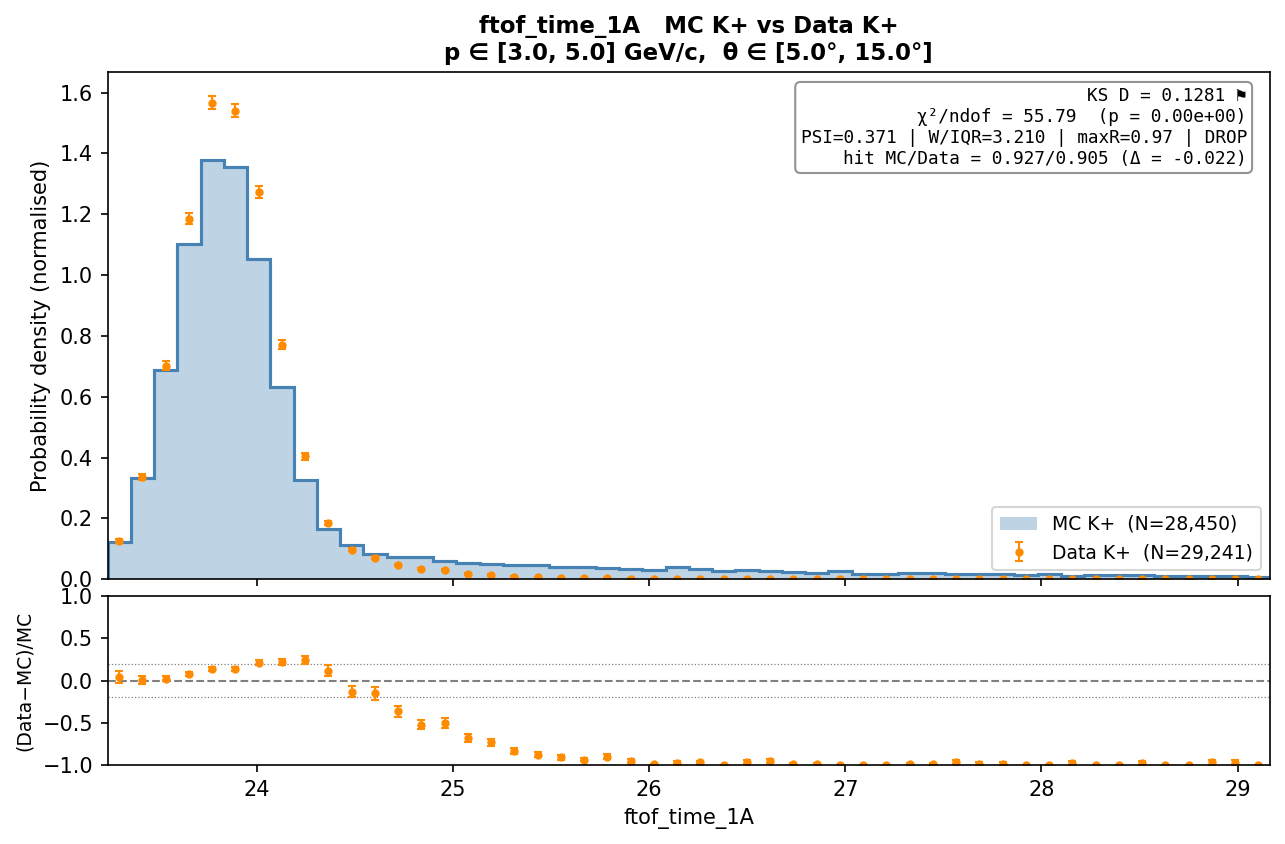 ftof_time_1A   MC K+ vs Data K+
p ∈ [3.0, 5.0] GeV/c,  θ ∈ [5.0°, 15.0°]
Probability density (normalised)
1.6
1.4
1.2
1.0
0.8
0.6
0.4
0.2
0.0
KS D = 0.1281 ⚑
χ²/ndof = 55.79  (p = 0.00e+00)
PSI=0.371 | W/IQR=3.210 | maxR=0.97 | DROP
hit MC/Data = 0.927/0.905 (Δ = -0.022)
MC K+  (N=28,450)
Data K+  (N=29,241)
(Data−MC)/MC
1.0
0.5
0.0
−0.5
−1.0
24 25 26 27 28 29
ftof_time_1A